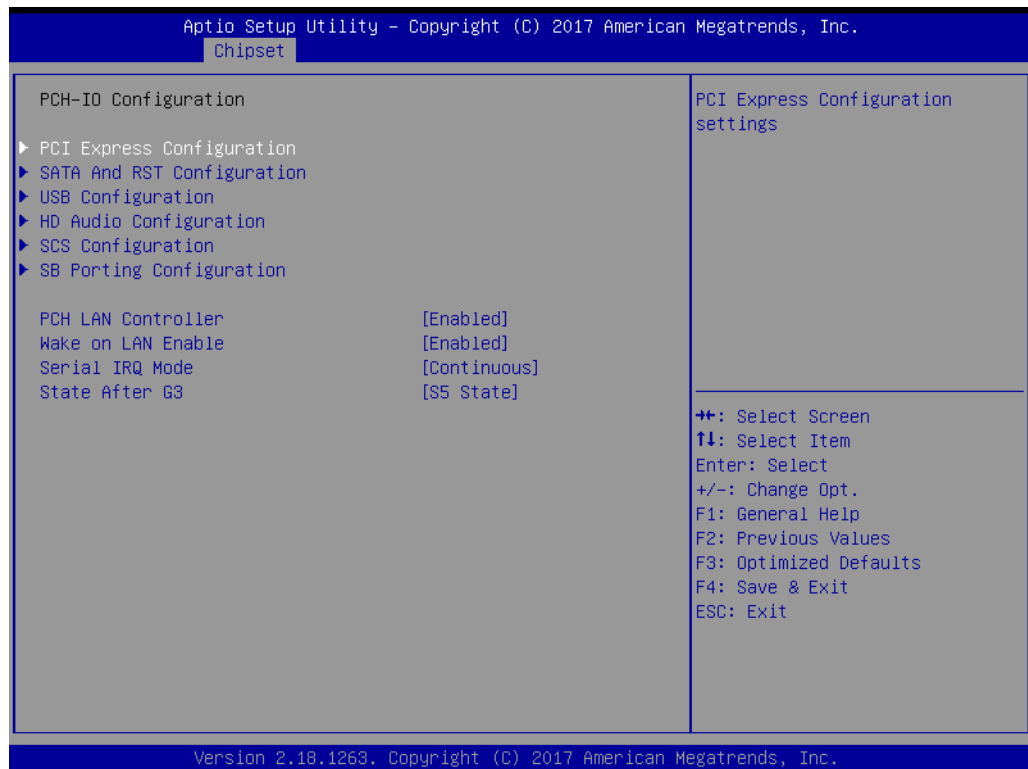 Aptio Setup Utility – Copyright (C) 2017 American Megatrends, Inc.
Chipset
PCH-IO Configuration
PCI Express Configuration
SATA And RST Configuration
USB Configuration
HD Audio Configuration
SCS Configuration
SB Porting Configuration
PCH LAN Controller [Enabled]
Wake on LAN Enable [Enabled]
Serial IRQ Mode [Continuous]
State After G3 [S5 State]
PCI Express Configuration
settings
→←: Select Screen
↑↓: Select Item
Enter: Select
+/-: Change Opt.
F1: General Help
F2: Previous Values
F3: Optimized Defaults
F4: Save & Exit
ESC: Exit
Version 2.18.1263. Copyright (C) 2017 American Megatrends, Inc.